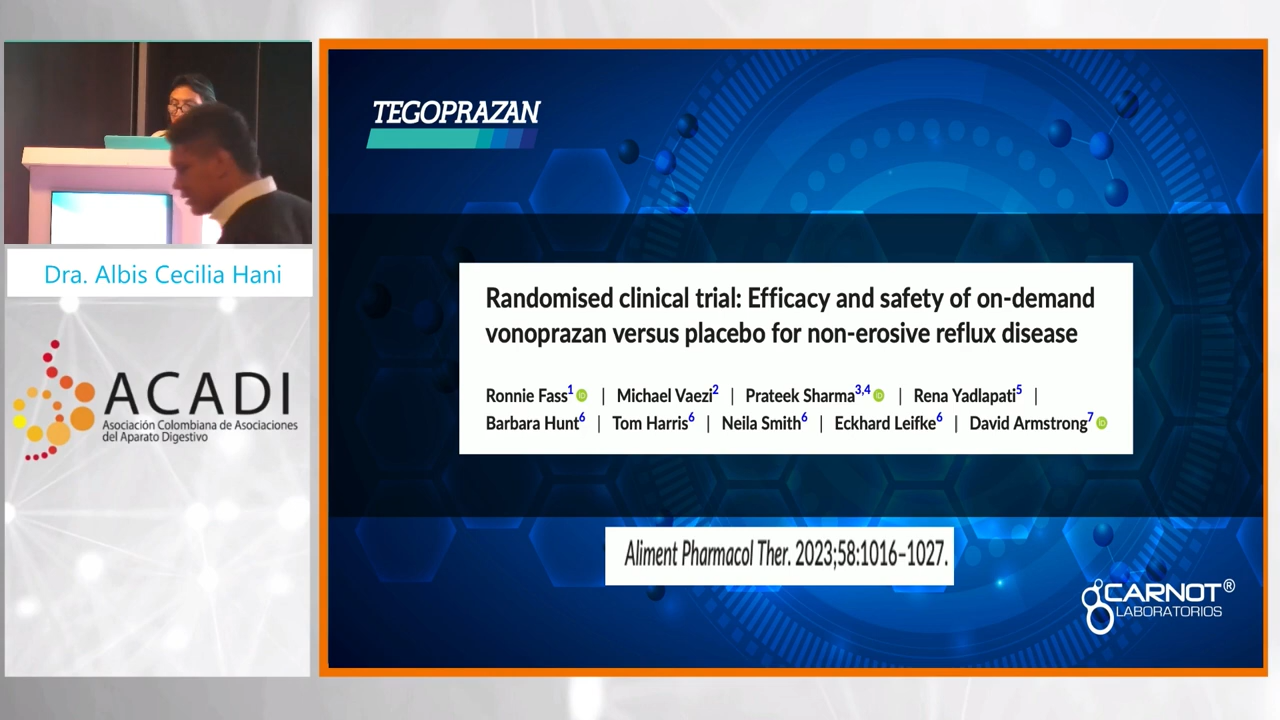 Dra. Albis Cecilia Hani
ACADI
Asociación Colombiana de Asociaciones
del Aparato Digestivo
TEGOPRAZAN
Randomised clinical trial: Efficacy and safety of on-demand
vonoprazan versus placebo for non-erosive reflux disease
Ronnie Fass1 iD | Michael Vaezi2 | Prateek Sharma3,4 iD | Rena Yadlapati5 |
Barbara Hunt6 | Tom Harris6 | Neila Smith6 | Eckhard Leifke6 | David Armstrong7 iD
Aliment Pharmacol Ther. 2023;58:1016–1027.
CARNOT®
LABORATORIOS